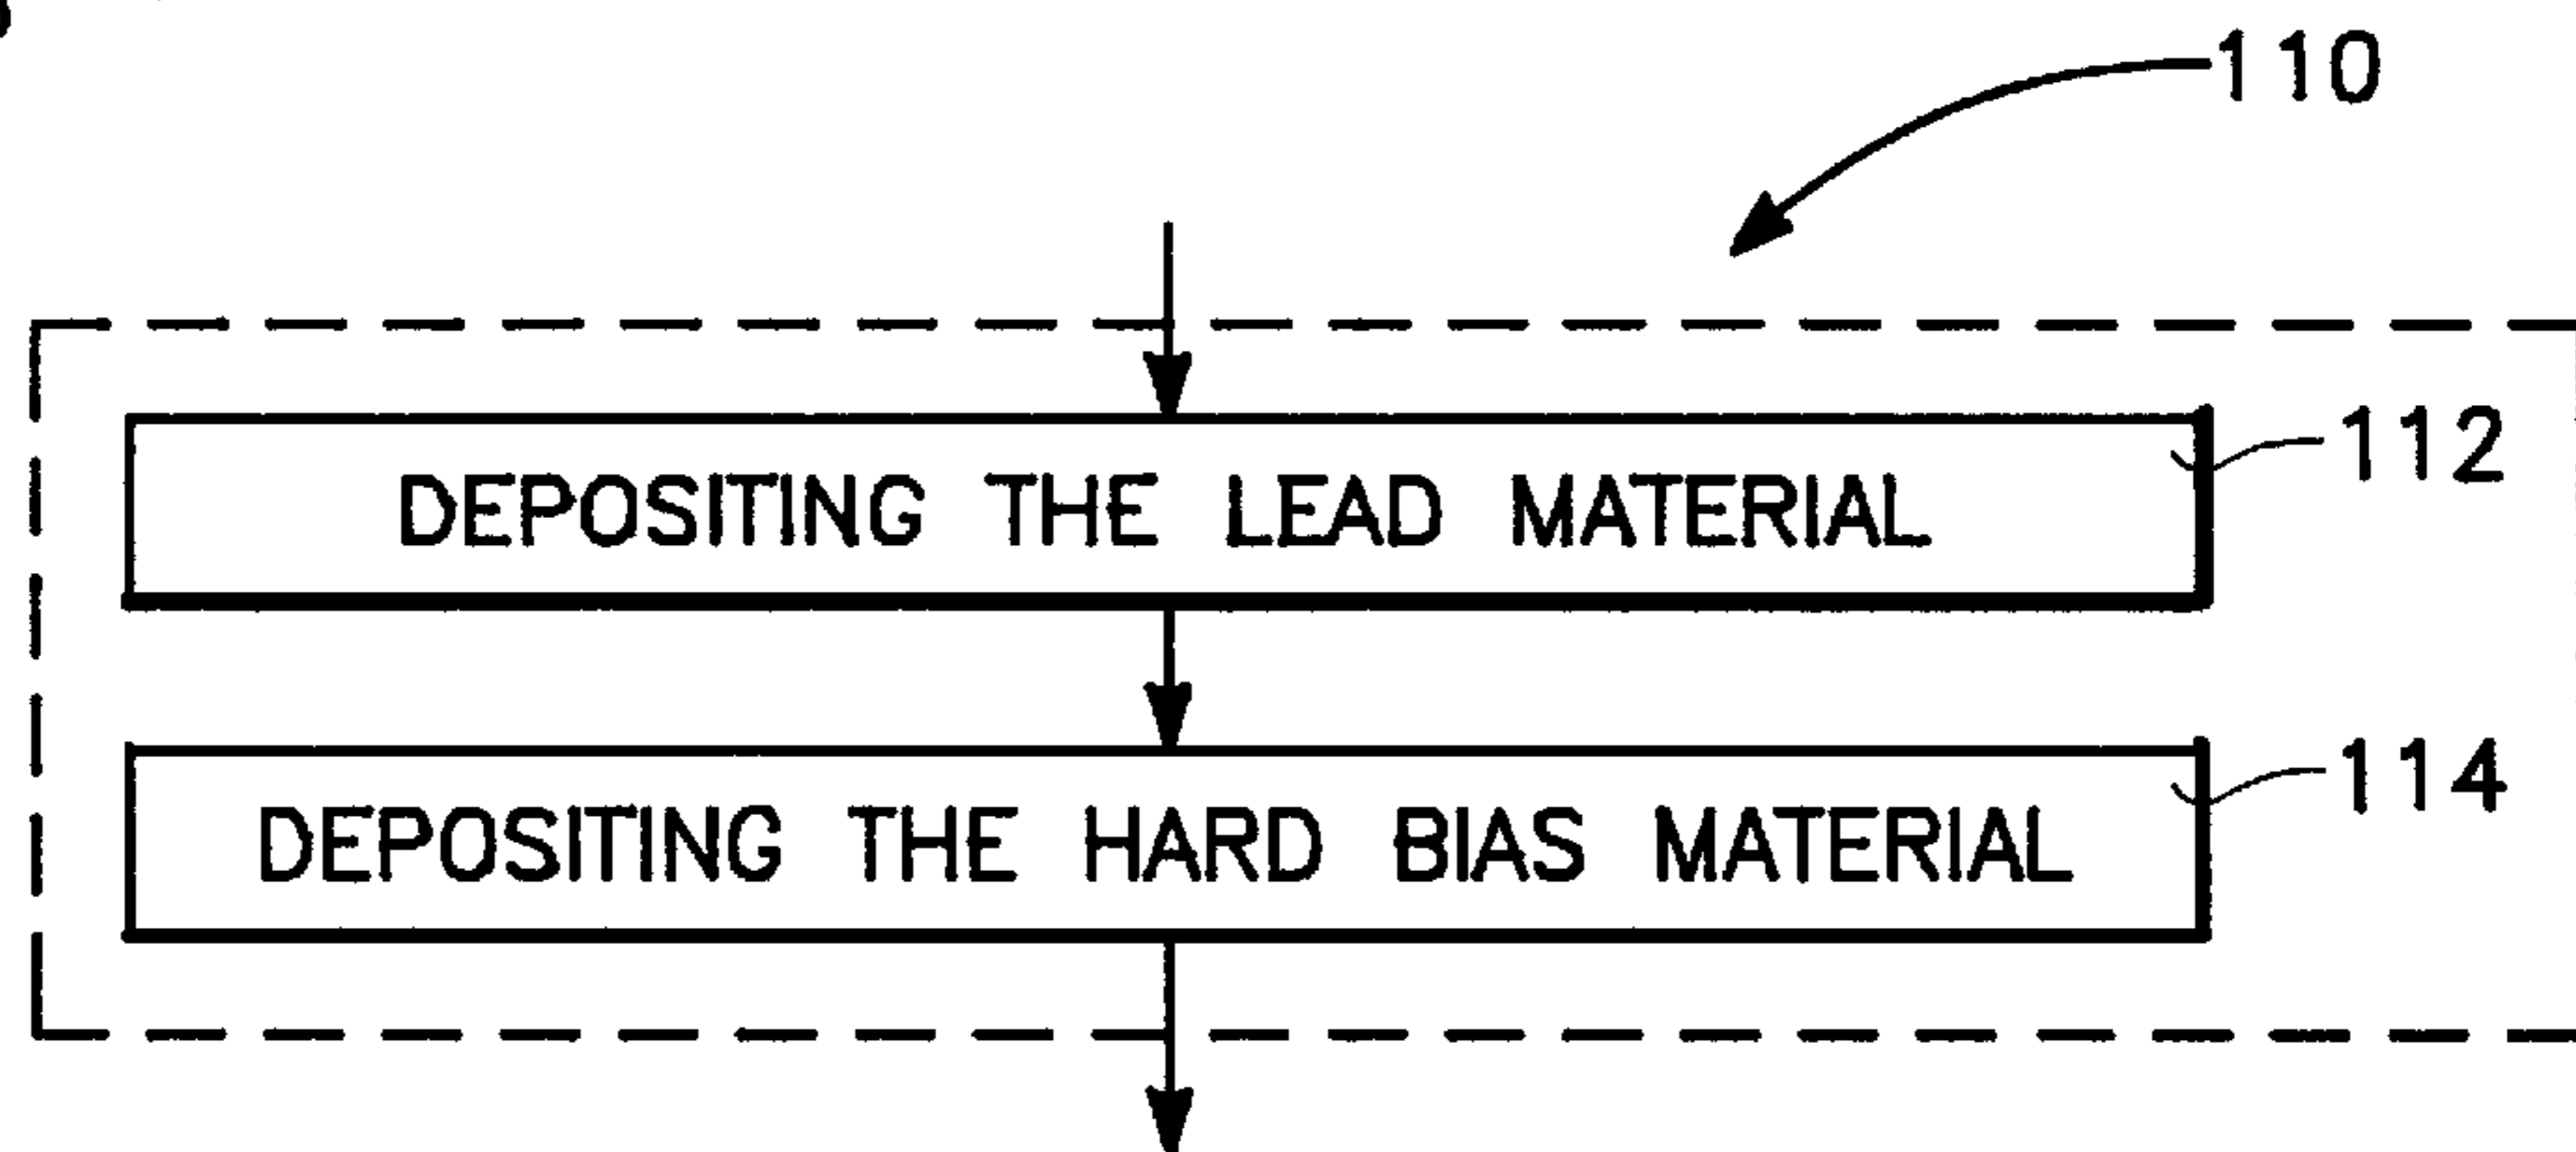 110
DEPOSITING THE LEAD MATERIAL
112
DEPOSITING THE HARD BIAS MATERIAL
114